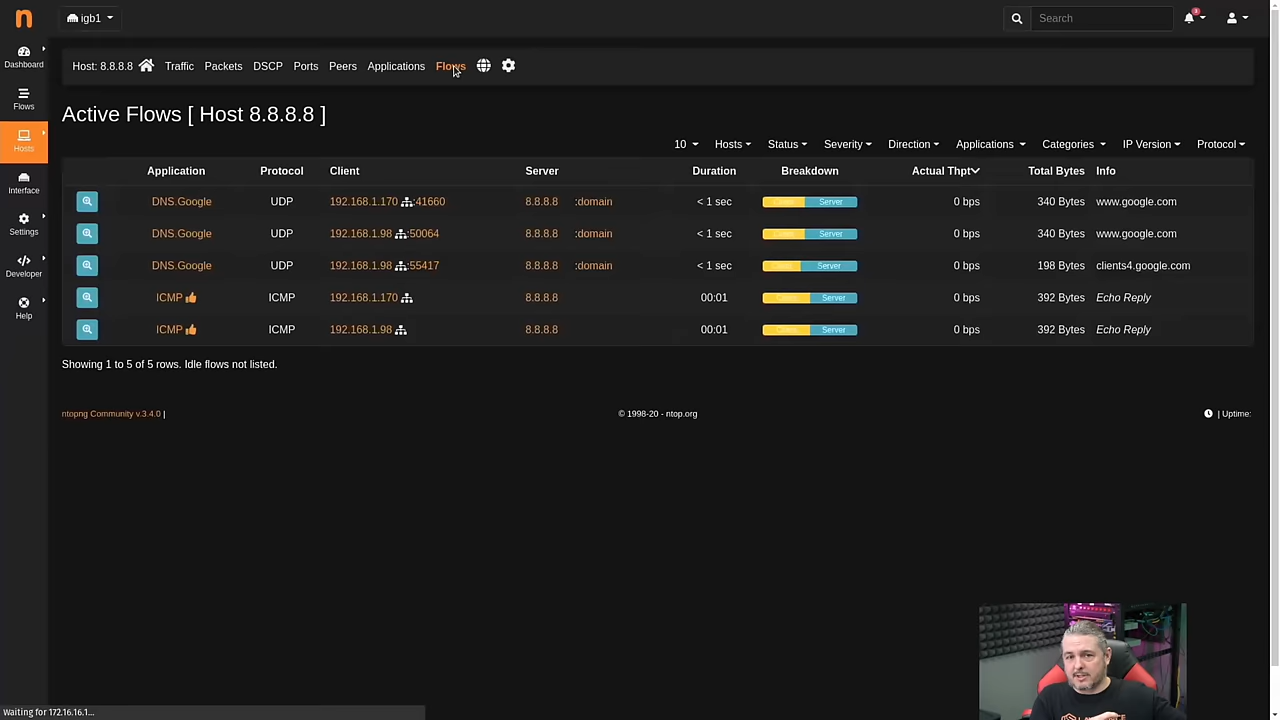 n igb1 Search 3
Dashboard
Flows
Hosts
Interface
Settings
Developer
Help
Host: 8.8.8.8 Traffic Packets DSCP Ports Peers Applications Flows
Active Flows [ Host 8.8.8.8 ]
10 Hosts Status Severity Direction Applications Categories IP Version Protocol
Application Protocol Client Server Duration Breakdown Actual Thpt Total Bytes Info
DNS.Google UDP 192.168.1.170 :41660 8.8.8.8 :domain < 1 sec Client Server 0 bps 340 Bytes www.google.com
DNS.Google UDP 192.168.1.98 :50064 8.8.8.8 :domain < 1 sec Client Server 0 bps 340 Bytes www.google.com
DNS.Google UDP 192.168.1.98 :55417 8.8.8.8 :domain < 1 sec Client Server 0 bps 198 Bytes clients4.google.com
ICMP ICMP 192.168.1.170 8.8.8.8 00:01 Client Server 0 bps 392 Bytes Echo Reply
ICMP ICMP 192.168.1.98 8.8.8.8 00:01 Client Server 0 bps 392 Bytes Echo Reply
Showing 1 to 5 of 5 rows. Idle flows not listed.
ntopng Community v.3.4.0 | © 1998-20 - ntop.org | Uptime:
Waiting for 172.16.16.1...